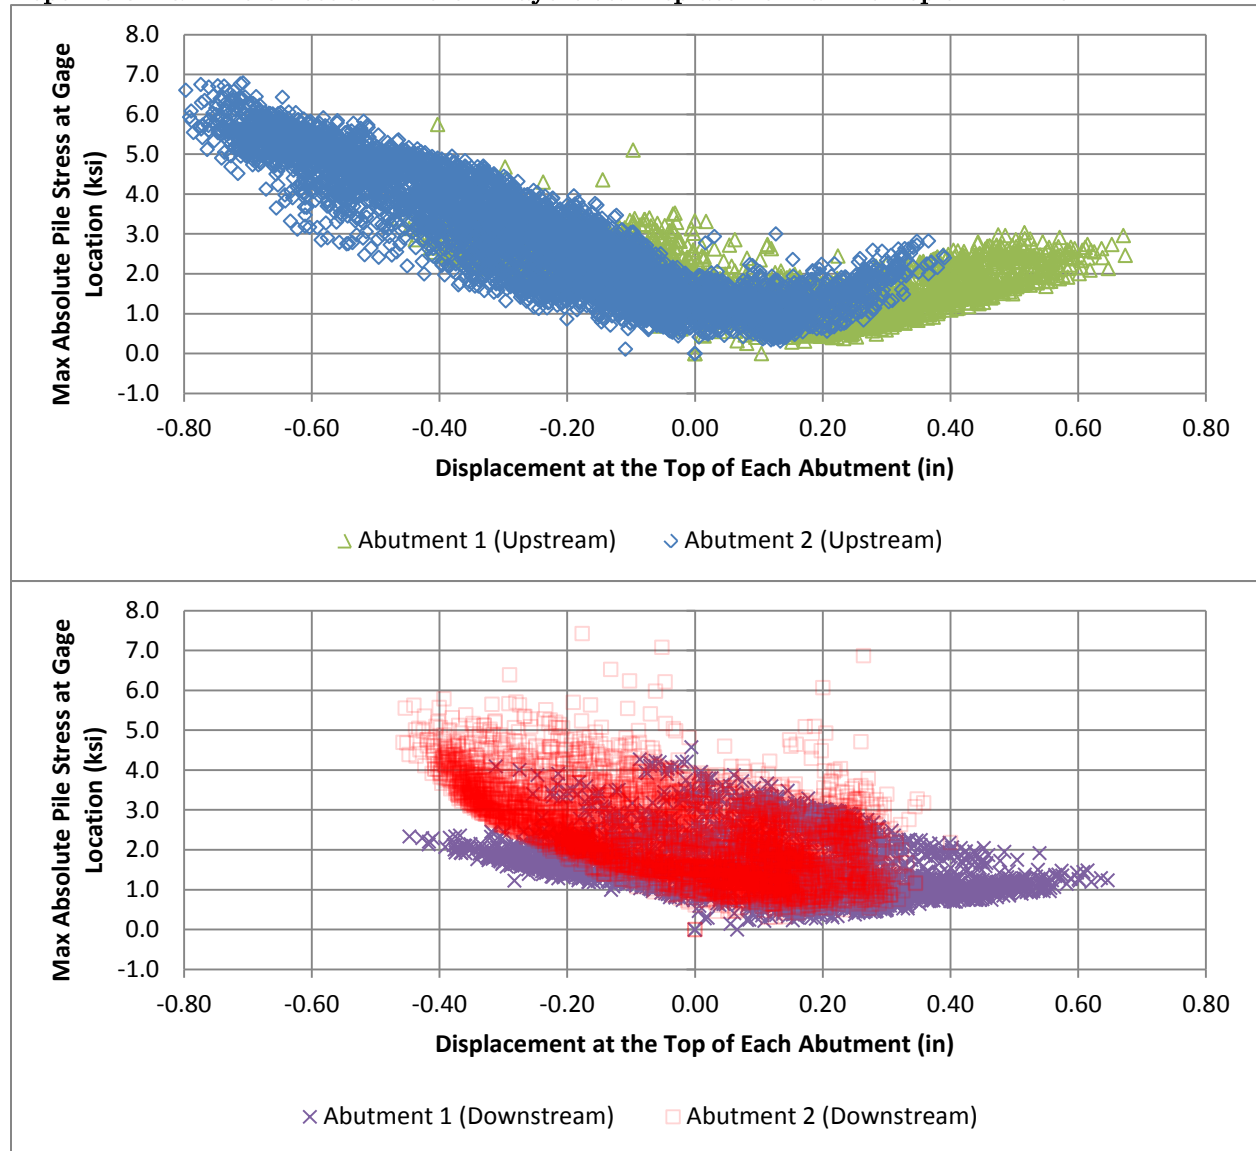 8.0
7.0
6.0
5.0
4.0
3.0
2.0
1.0
0.0
-1.0
Max Absolute Pile Stress at Gage
Location (ksi)
-0.80 -0.60 -0.40 -0.20 0.00 0.20 0.40 0.60 0.80
Displacement at the Top of Each Abutment (in)
Abutment 1 (Upstream) Abutment 2 (Upstream)
8.0
7.0
6.0
5.0
4.0
3.0
2.0
1.0
0.0
-1.0
Max Absolute Pile Stress at Gage
Location (ksi)
-0.80 -0.60 -0.40 -0.20 0.00 0.20 0.40 0.60 0.80
Displacement at the Top of Each Abutment (in)
Abutment 1 (Downstream) Abutment 2 (Downstream)